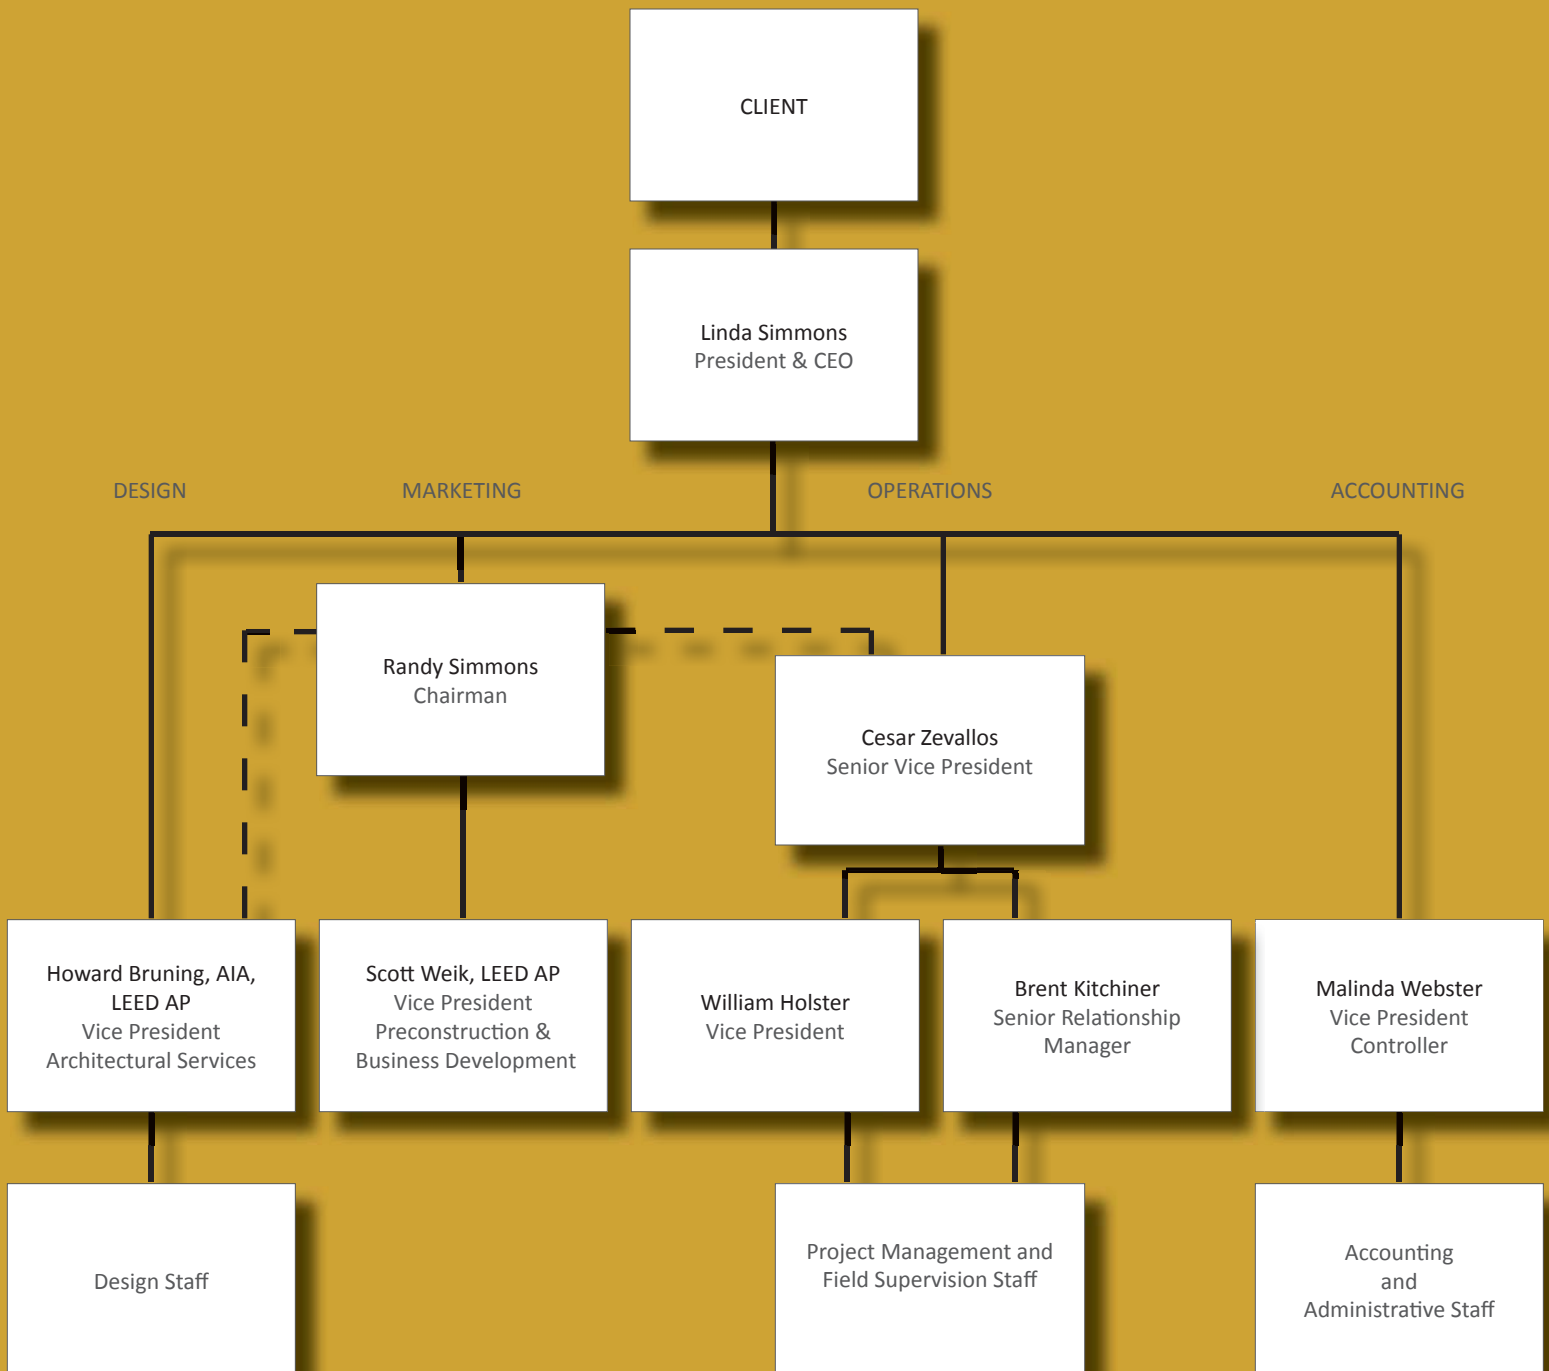 CLIENT
Linda Simmons
President & CEO
DESIGN
MARKETING
OPERATIONS
ACCOUNTING
Randy Simmons
Chairman
Cesar Zevallos
Senior Vice President
Howard Bruning, AIA,
LEED AP
Vice President
Architectural Services
Scott Weik, LEED AP
Vice President
Preconstruction &
Business Development
William Holster
Vice President
Brent Kitchiner
Senior Relationship
Manager
Malinda Webster
Vice President
Controller
Design Staff
Project Management and
Field Supervision Staff
Accounting
and
Administrative Staff